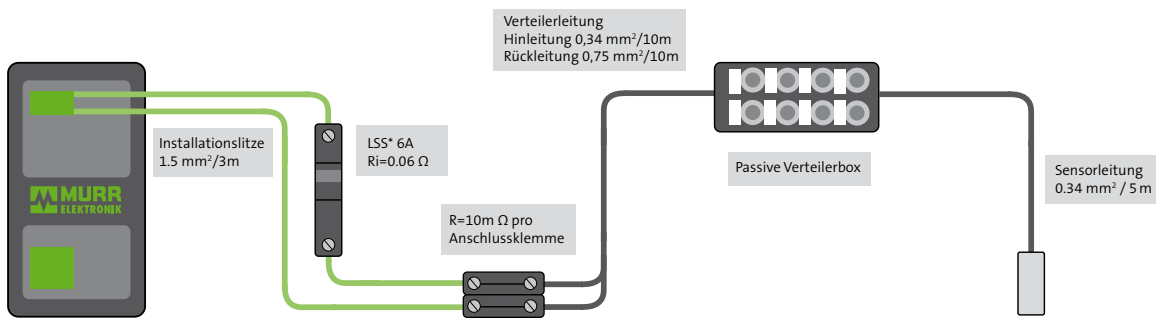 Verteilerleitung
Hinleitung 0,34 mm²/10m
Rückleitung 0,75 mm²/10m
Installationslitze
1.5 mm²/3m
LSS* 6A
Ri=0.06 Ω
Passive Verteilerbox
Sensorleitung
0.34 mm² / 5 m
MURR
ELEKTRONIK
R=10m Ω pro
Anschlussklemme